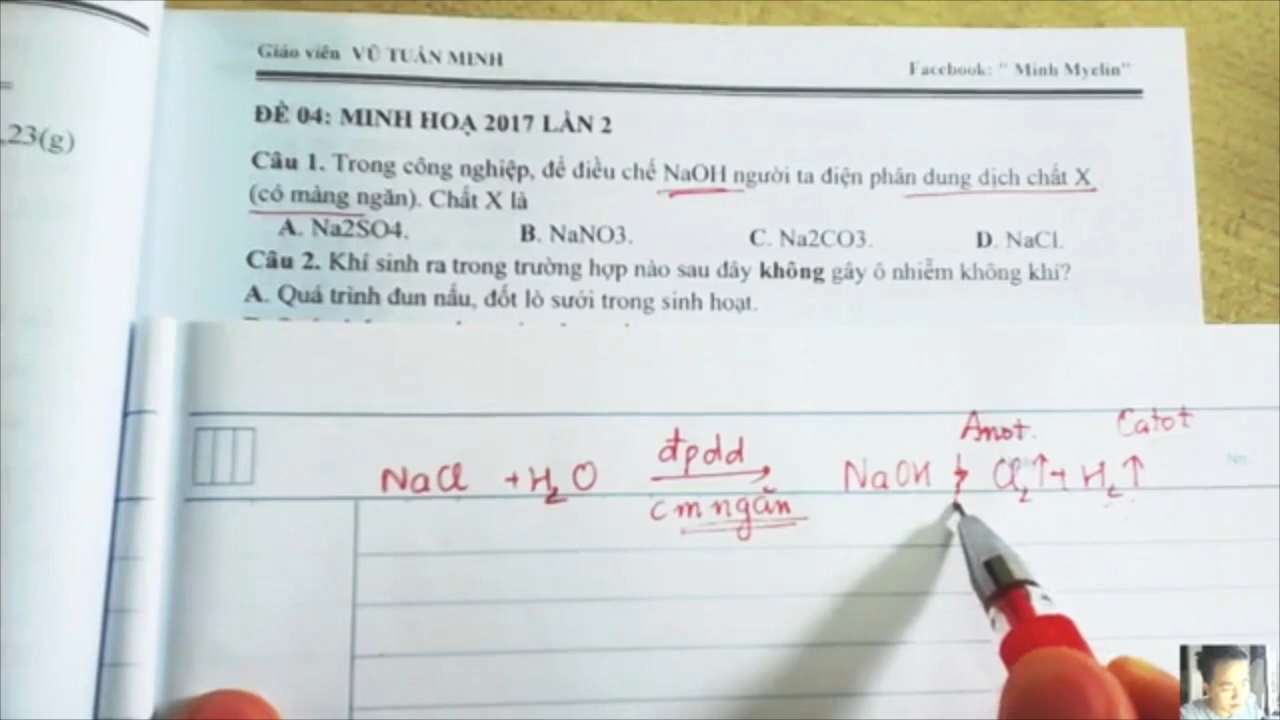 ,23(g)
Giáo viên VŨ TUẤN MINH
Facebook: " Minh Myelin"
ĐỀ 04: MINH HOẠ 2017 LẦN 2
Câu 1. Trong công nghiệp, để điều chế NaOH người ta điện phân dung dịch chất X
(có màng ngăn). Chất X là
A. Na2SO4. B. NaNO3. C. Na2CO3. D. NaCl.
Câu 2. Khí sinh ra trong trường hợp nào sau đây không gây ô nhiễm không khí?
A. Quá trình đun nấu, đốt lò sưởi trong sinh hoạt.
Anot. Catot
đpdd
NaCl + H₂O → NaOH + Cl₂↑ + H₂↑
c m ngăn
No.